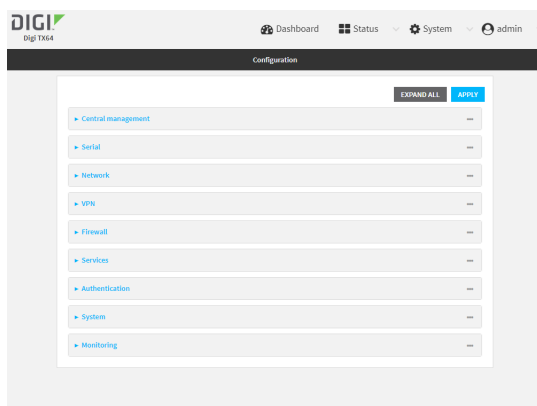 DIGI
Digi TX64
Dashboard Status System admin
Configuration
EXPAND ALL APPLY
Central management
Serial
Network
VPN
Firewall
Services
Authentication
System
Monitoring